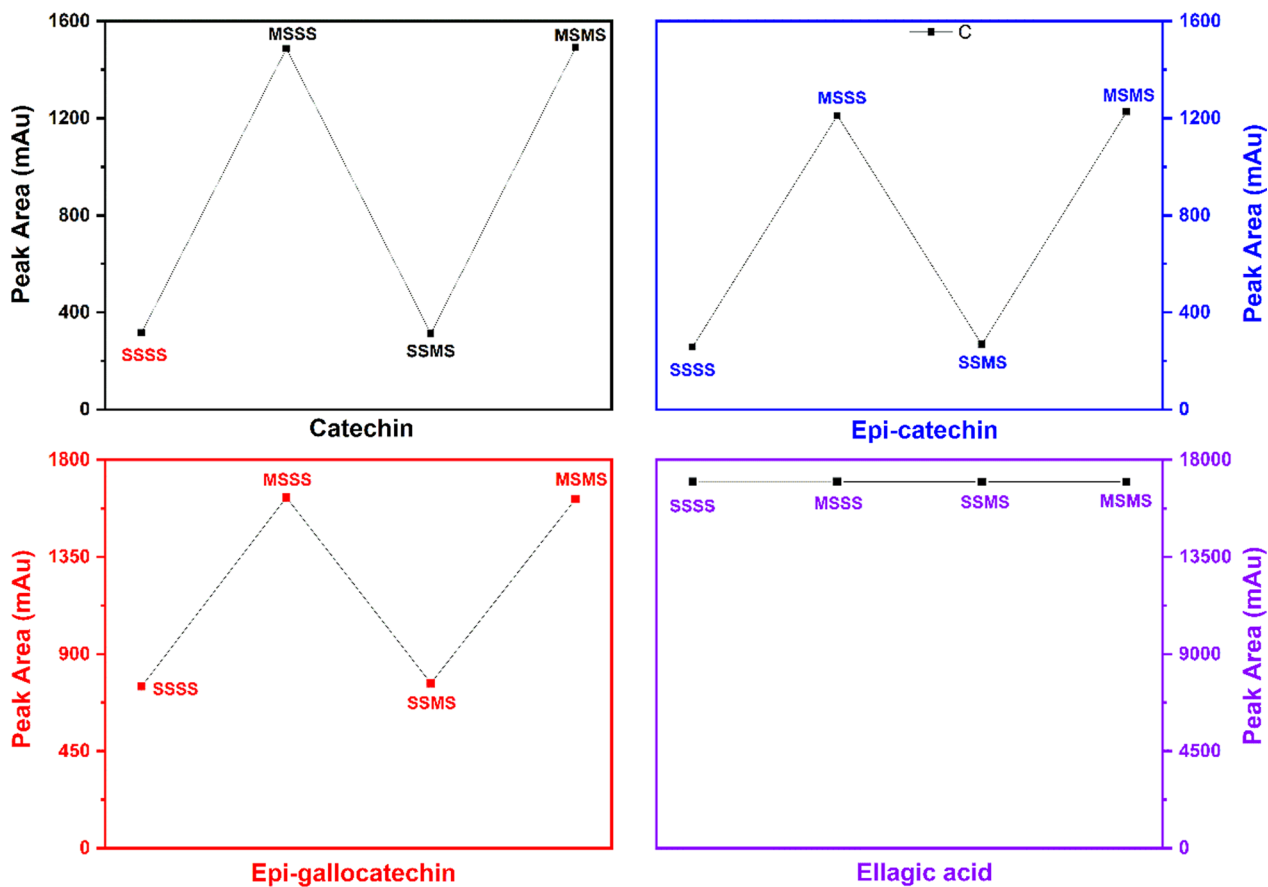 1600
1200
800
400
0
Peak Area (mAu)
MSSS
MSMS
SSSS
SSMS
Catechin
C
MSSS
MSMS
SSSS
SSMS
1600
1200
800
400
0
Peak Area (mAu)
Epi-catechin
1800
1350
900
450
0
Peak Area (mAu)
MSSS
MSMS
SSSS
SSMS
Epi-gallocatechin
SSSS
MSSS
SSMS
MSMS
18000
13500
9000
4500
0
Peak Area (mAu)
Ellagic acid